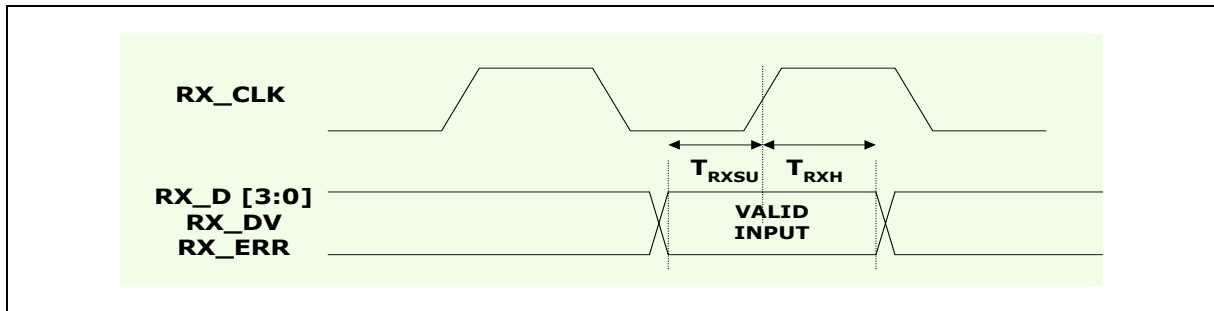 RX_CLK
T_RXSU T_RXH
RX_D [3:0]
RX_DV
RX_ERR
VALID
INPUT